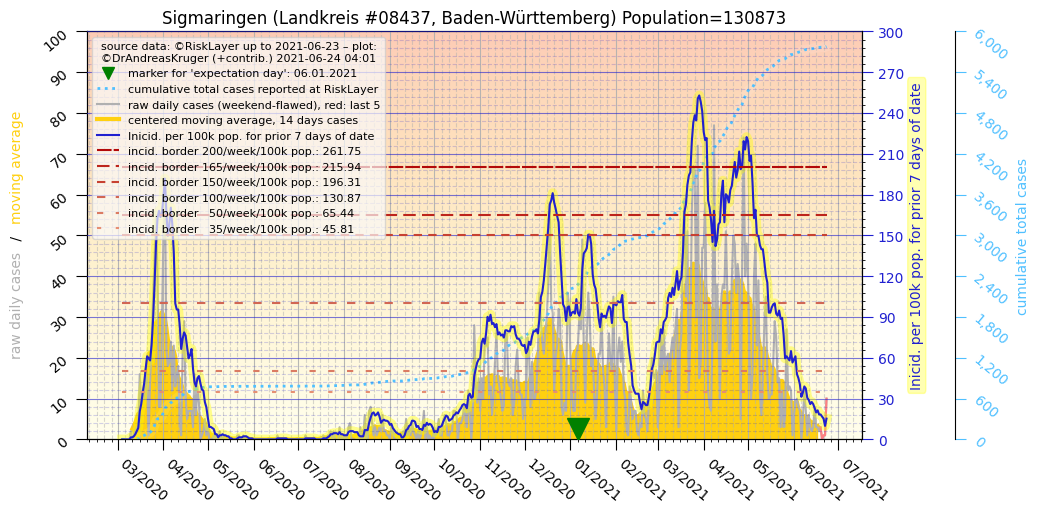 Sigmaringen (Landkreis #08437, Baden-Württemberg) Population=130873
source data: ©RiskLayer up to 2021-06-23 – plot:
©DrAndreasKruger (+contrib.) 2021-06-24 04:01
marker for 'expectation day': 06.01.2021
cumulative total cases reported at RiskLayer
raw daily cases (weekend-flawed), red: last 5
centered moving average, 14 days cases
Inicid. per 100k pop. for prior 7 days of date
incid. border 200/week/100k pop.: 261.75
incid. border 165/week/100k pop.: 215.94
incid. border 150/week/100k pop.: 196.31
incid. border 100/week/100k pop.: 130.87
incid. border 50/week/100k pop.: 65.44
incid. border 35/week/100k pop.: 45.81
raw daily cases / moving average
100
90
80
70
60
50
40
30
20
10
0
300
270
240
210
180
150
120
90
60
30
0
Inicid. per 100k pop. for prior 7 days of date
6,000
5,400
4,800
4,200
3,600
3,000
2,400
1,800
1,200
600
0
cumulative total cases
03/2020
04/2020
05/2020
06/2020
07/2020
08/2020
09/2020
10/2020
11/2020
12/2020
01/2021
02/2021
03/2021
04/2021
05/2021
06/2021
07/2021